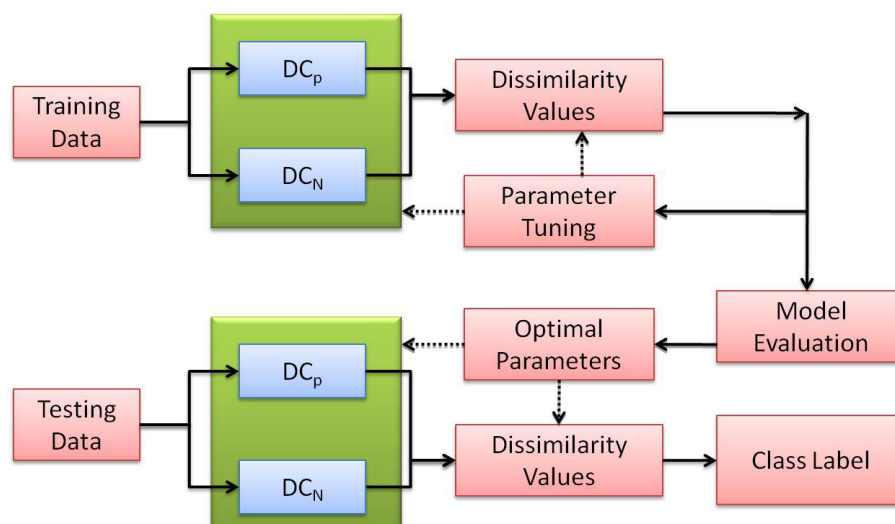 Training
Data
DCp
DCN
Dissimilarity
Values
Parameter
Tuning
Model
Evaluation
Optimal
Parameters
Testing
Data
DCp
DCN
Dissimilarity
Values
Class Label